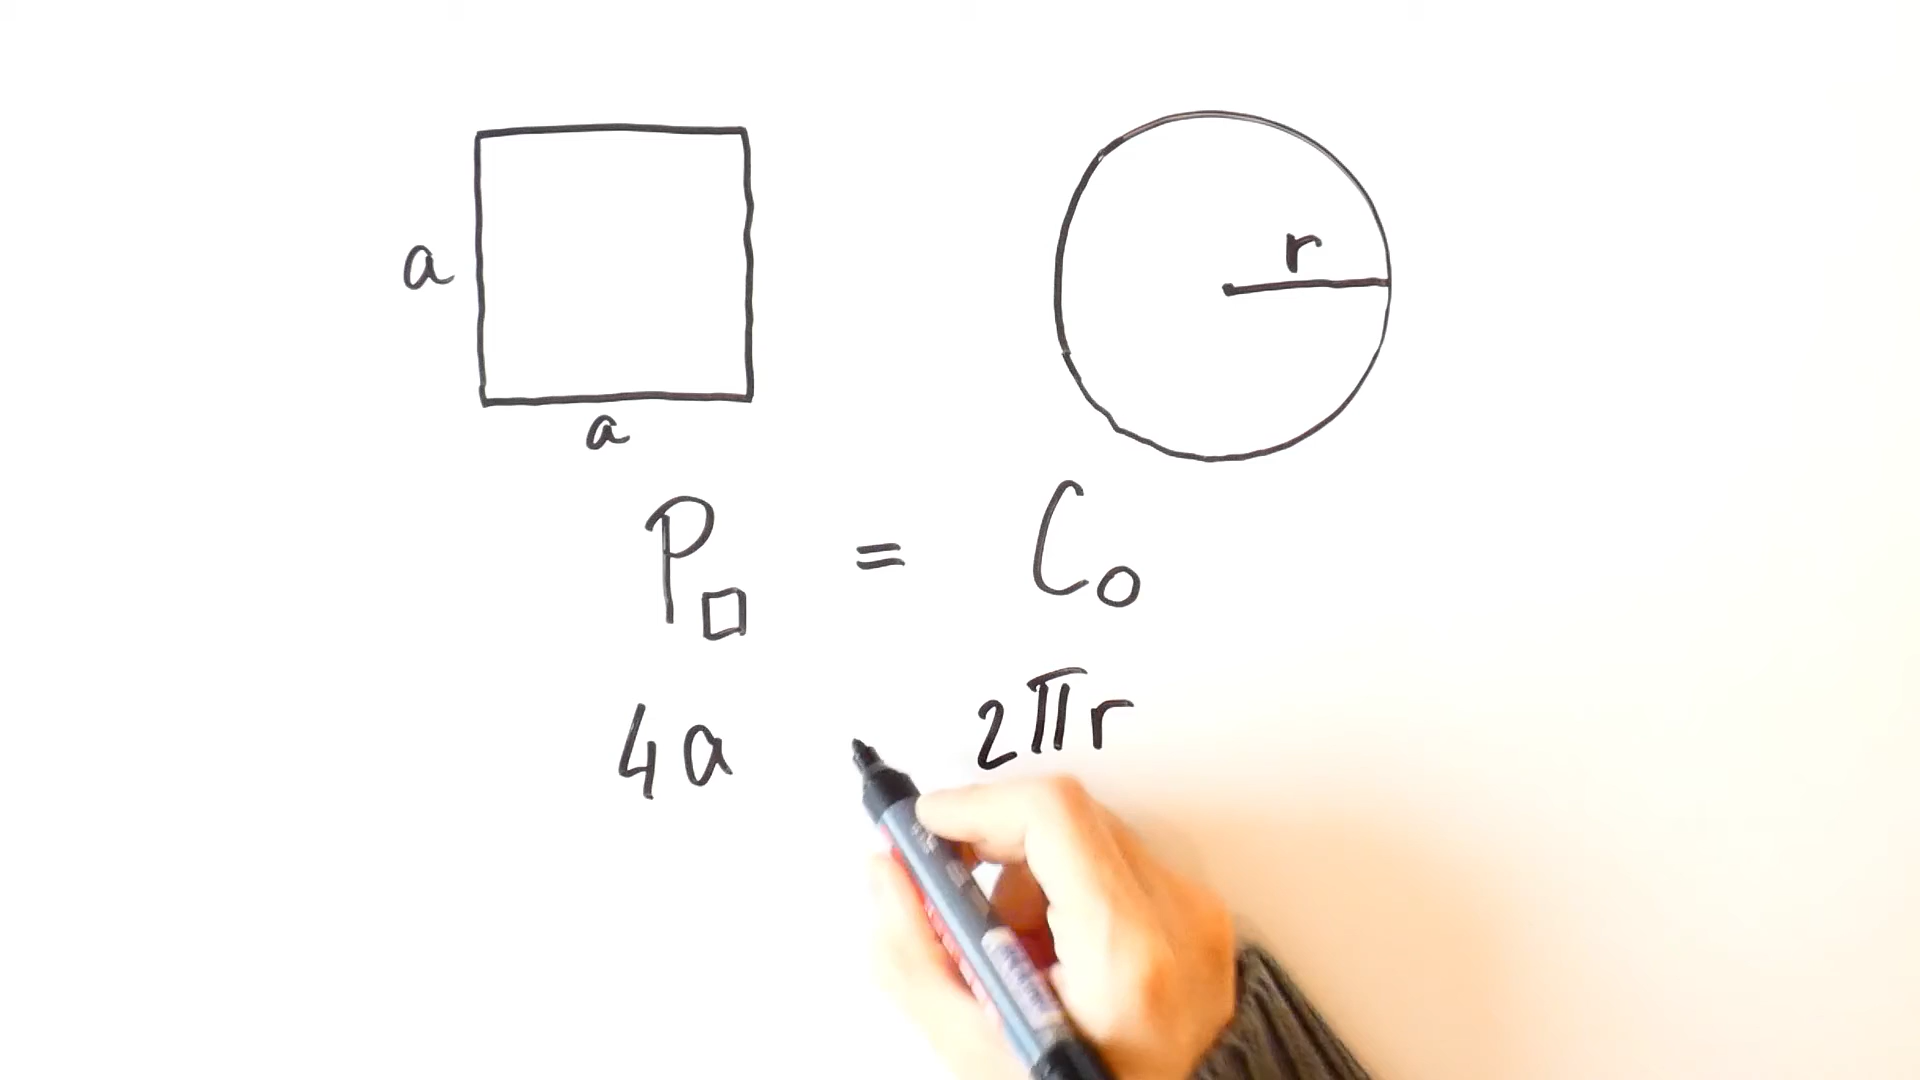 a
r
a
P□ = C○
4a 2πr